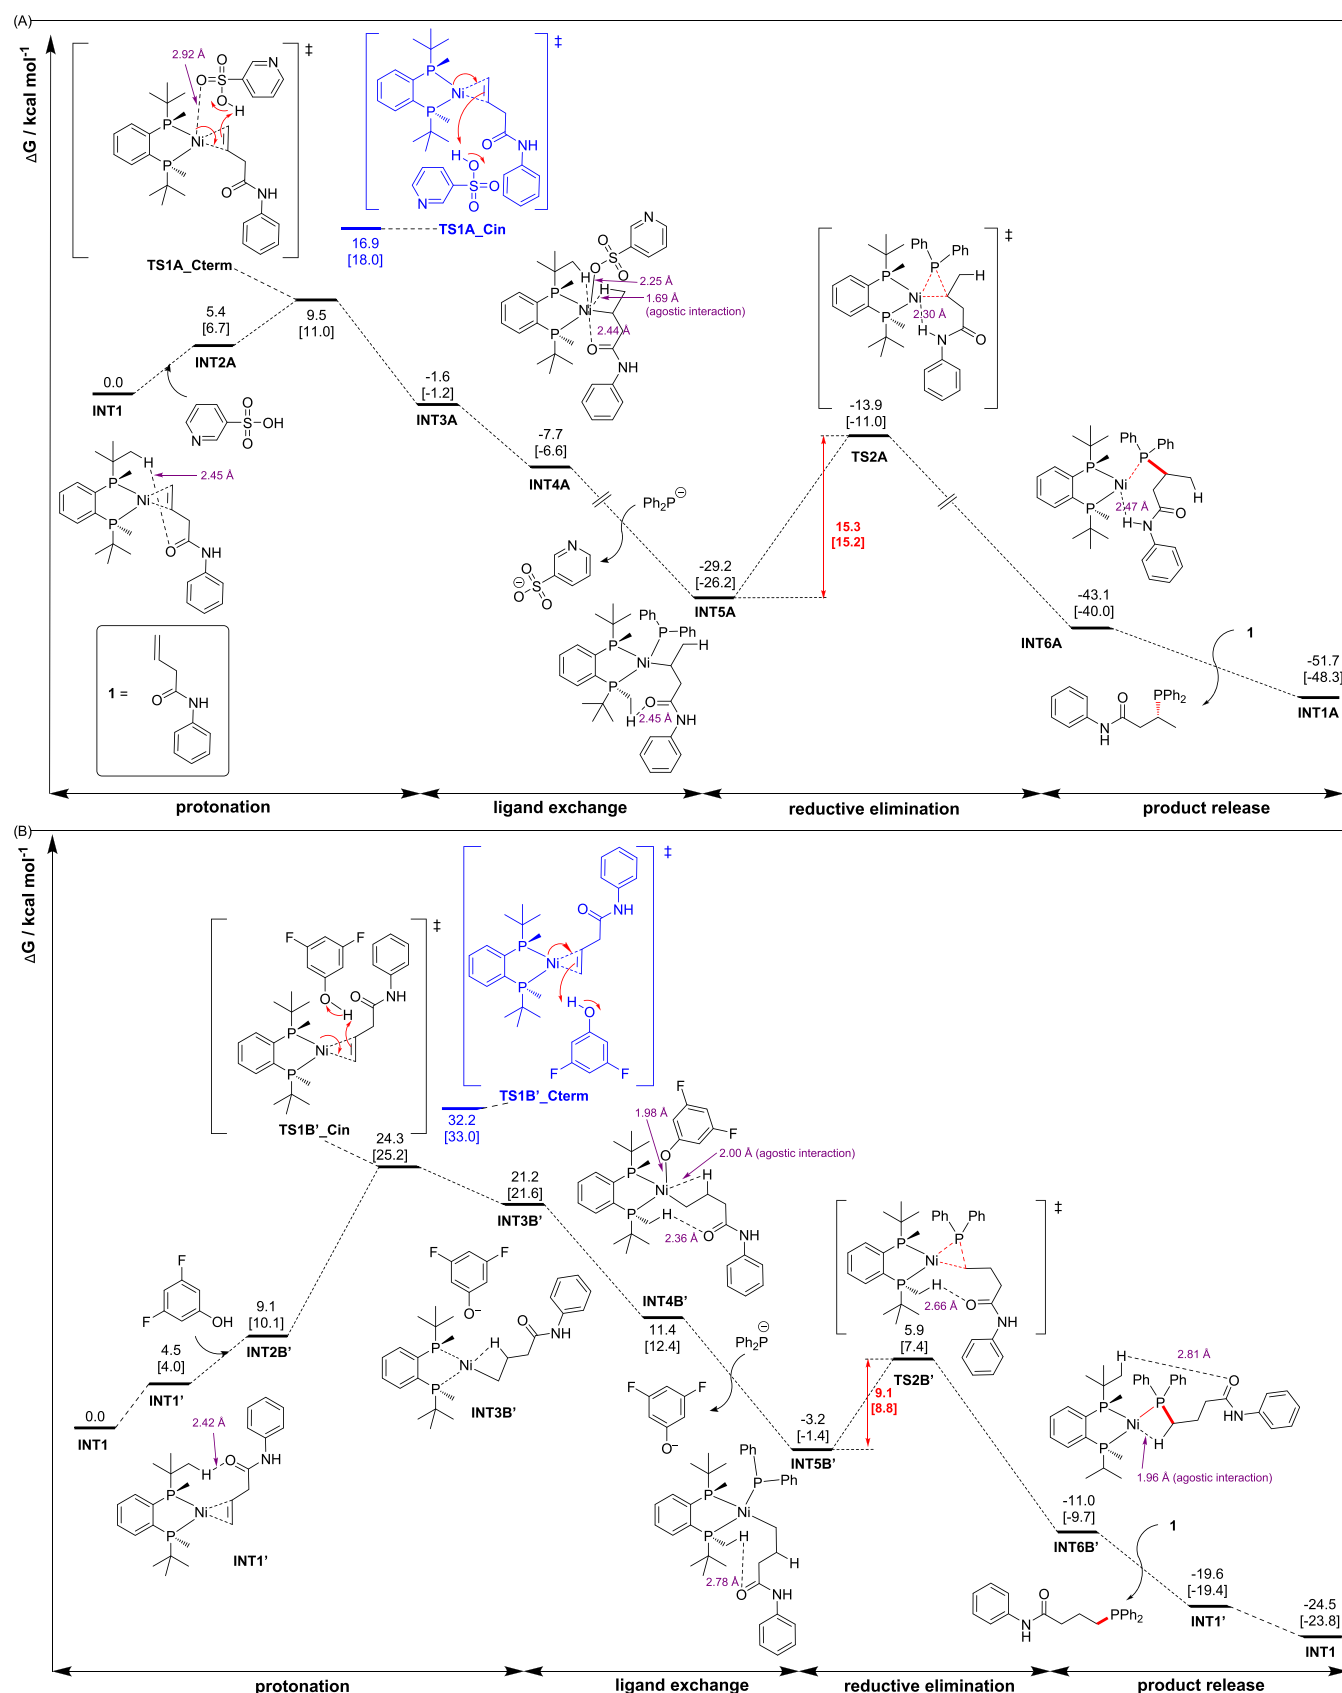 (A)
ΔG / kcal mol-1
2.92 Å
‡
TS1A_Cterm
‡
TS1A_Cin
16.9
[18.0]
0.0
INT1
5.4
[6.7]
INT2A
9.5
[11.0]
2.45 Å
-1.6
[-1.2]
INT3A
2.25 Å
1.69 Å
(agostic interaction)
2.44 Å
-7.7
[-6.6]
INT4A
Ph2P⊖
-29.2
[-26.2]
INT5A
2.45 Å
15.3
[15.2]
‡
2.30 Å
-13.9
[-11.0]
TS2A
2.47 Å
-43.1
[-40.0]
INT6A
1
-51.7
[-48.3]
INT1A
1 =
protonation
ligand exchange
reductive elimination
product release
(B)
ΔG / kcal mol-1
‡
TS1B’_Cin
24.3
[25.2]
‡
TS1B’_Cterm
32.2
[33.0]
0.0
INT1
4.5
[4.0]
INT1’
9.1
[10.1]
INT2B’
2.42 Å
INT1’
21.2
[21.6]
INT3B’
INT3B’
1.98 Å
2.00 Å (agostic interaction)
2.36 Å
INT4B’
11.4
[12.4]
Ph2P⊖
-3.2
[-1.4]
INT5B’
2.78 Å
9.1
[8.8]
‡
2.66 Å
5.9
[7.4]
TS2B’
2.81 Å
1.96 Å (agostic interaction)
-11.0
[-9.7]
INT6B’
1
-19.6
[-19.4]
INT1’
-24.5
[-23.8]
INT1
protonation
ligand exchange
reductive elimination
product release